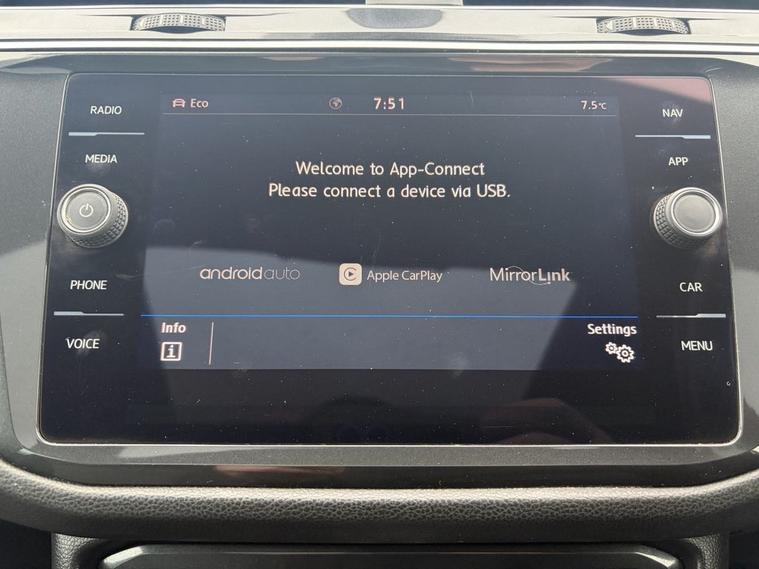 Eco 7:51 7.5°C
RADIO
NAV
MEDIA
APP
Welcome to App-Connect
Please connect a device via USB.
androidauto Apple CarPlay MirrorLink
PHONE
CAR
Info Settings
VOICE
MENU